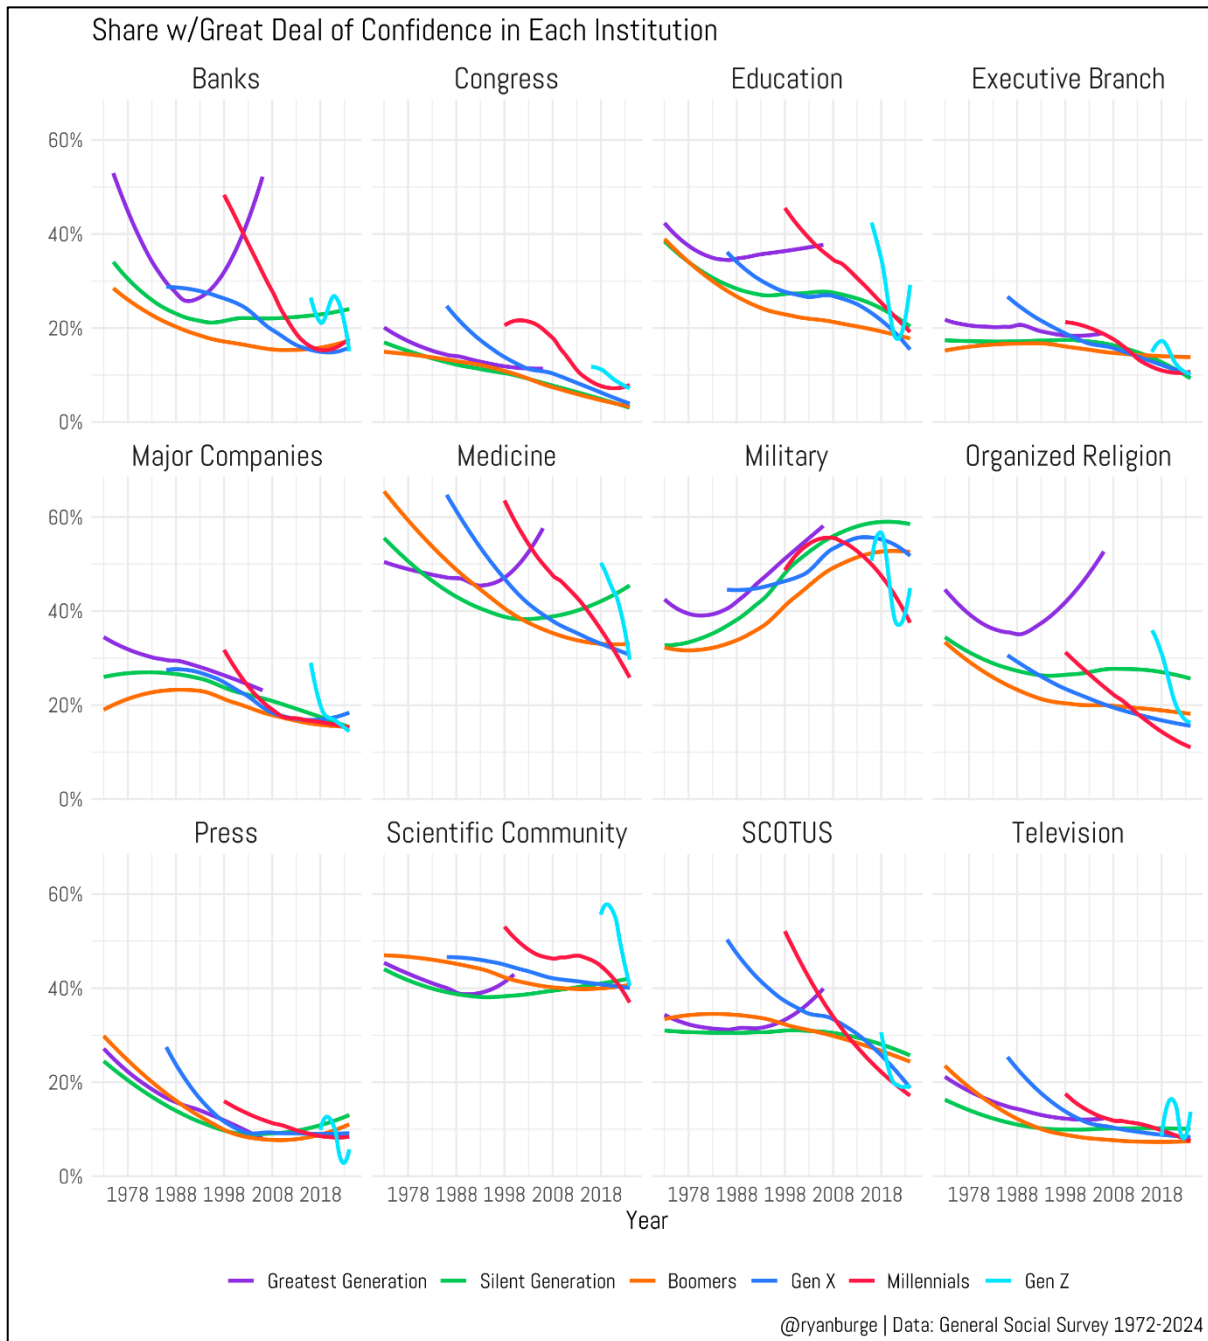 Share w/Great Deal of Confidence in Each Institution
Banks Congress Education Executive Branch
60%
40%
20%
0%
Major Companies Medicine Military Organized Religion
60%
40%
20%
0%
Press Scientific Community SCOTUS Television
60%
40%
20%
0%
1978 1988 1998 2008 2018 1978 1988 1998 2008 2018 1978 1988 1998 2008 2018 1978 1988 1998 2008 2018
Year
Greatest Generation Silent Generation Boomers Gen X Millennials Gen Z
@ryanburge | Data: General Social Survey 1972-2024